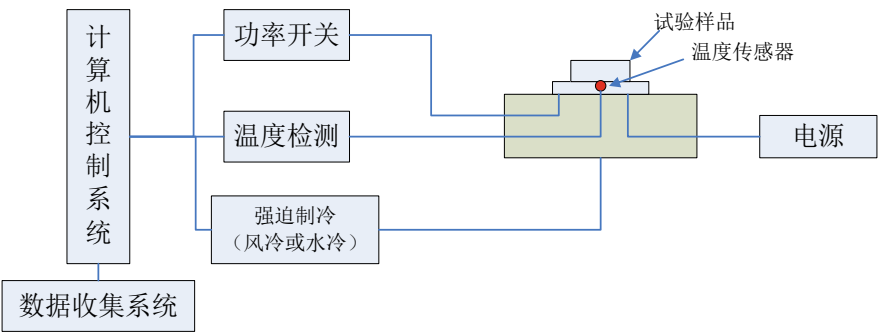 计算机控制系统
功率开关
试验样品
温度传感器
温度检测
电源
强迫制冷
（风冷或水冷）
数据收集系统